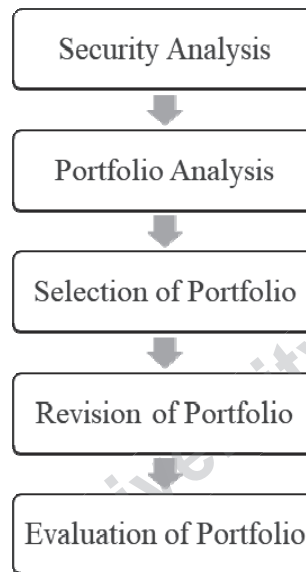 Security Analysis
Portfolio Analysis
Selection of Portfolio
Revision of Portfolio
Evaluation of Portfolio